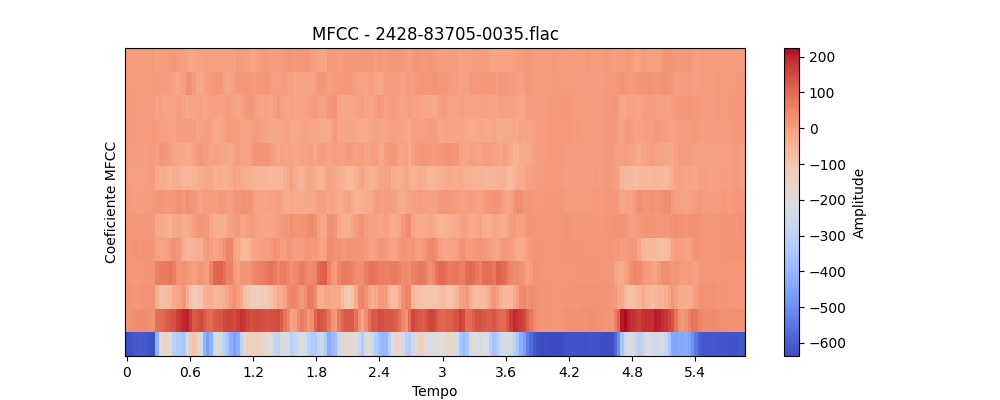 MFCC - 2428-83705-0035.flac
Coeficiente MFCC
0 0.6 1.2 1.8 2.4 3 3.6 4.2 4.8 5.4
Tempo
200
100
0
−100
−200
−300
−400
−500
−600
Amplitude